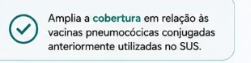 Amplia a cobertura em relação às
vacinas pneumocócicas conjugadas
anteriormente utilizadas no SUS.